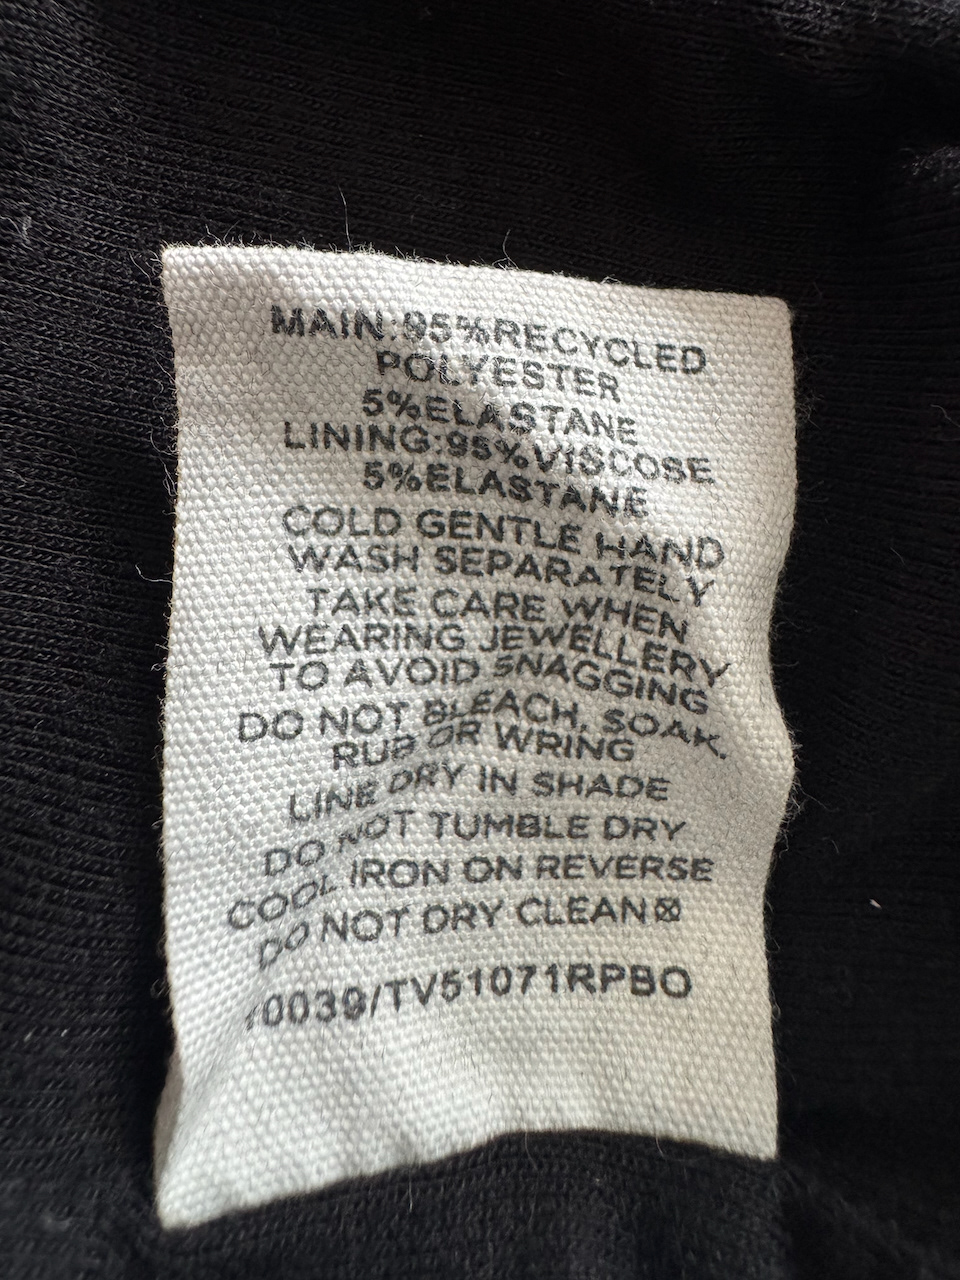 MAIN:95%RECYCLED
POLYESTER
5%ELASTANE
LINING:95%VISCOSE
5%ELASTANE
COLD GENTLE HAND
WASH SEPARATELY
TAKE CARE WHEN
WEARING JEWELLERY
TO AVOID SNAGGING
DO NOT BLEACH, SOAK,
RUB OR WRING
LINE DRY IN SHADE
DO NOT TUMBLE DRY
COOL IRON ON REVERSE
DO NOT DRY CLEAN
10039/TV51071RPBO